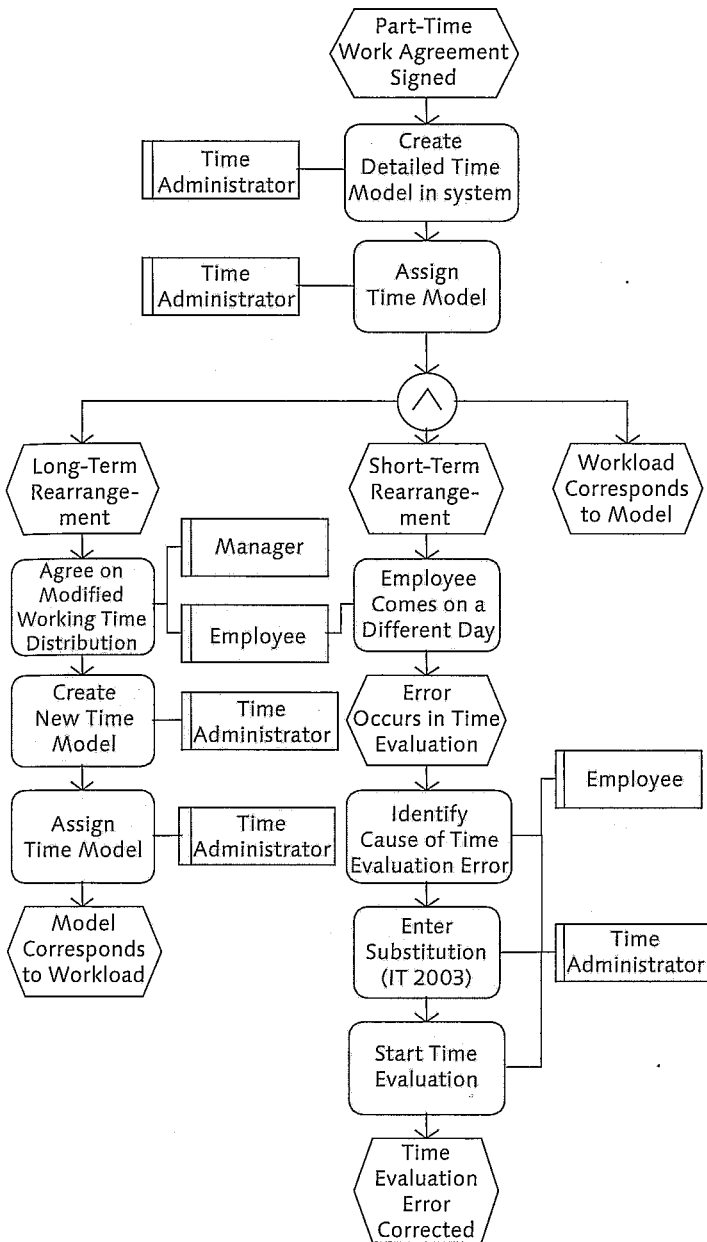 Part-Time
Work Agreement
Signed
Time
Administrator
Create
Detailed Time
Model in system
Time
Administrator
Assign
Time Model
Long-Term
Rearrange-
ment
Short-Term
Rearrange-
ment
Workload
Corresponds
to Model
Agree on
Modified
Working Time
Distribution
Manager
Employee
Employee
Comes on a
Different Day
Create
New Time
Model
Time
Administrator
Error
Occurs in Time
Evaluation
Assign
Time Model
Time
Administrator
Identify
Cause of Time
Evaluation Error
Employee
Model
Corresponds
to Workload
Enter
Substitution
(IT 2003)
Time
Administrator
Start Time
Evaluation
Time
Evaluation
Error
Corrected